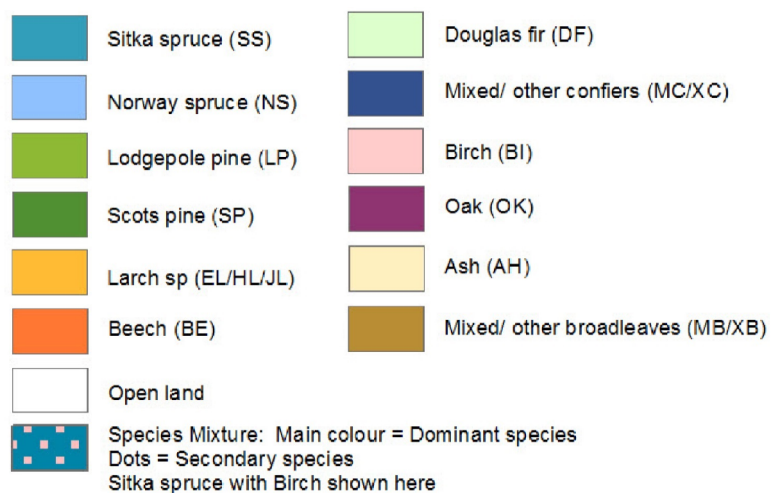 Sitka spruce (SS)
Norway spruce (NS)
Lodgepole pine (LP)
Scots pine (SP)
Larch sp (EL/HL/JL)
Beech (BE)
Open land
Species Mixture: Main colour = Dominant species
Dots = Secondary species
Sitka spruce with Birch shown here
Douglas fir (DF)
Mixed/ other confiers (MC/XC)
Birch (BI)
Oak (OK)
Ash (AH)
Mixed/ other broadleaves (MB/XB)